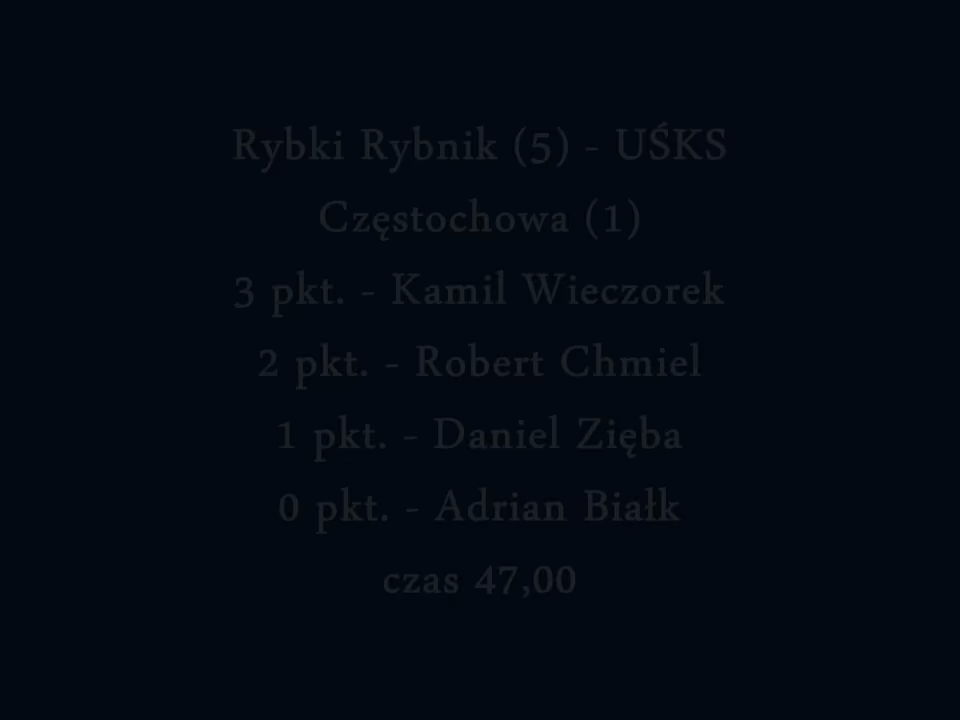 Rybki Rybnik (5) - UŚKS
Częstochowa (1)
3 pkt. - Kamil Wieczorek
2 pkt. - Robert Chmiel
1 pkt. - Daniel Zięba
0 pkt. - Adrian Białk
czas 47,00